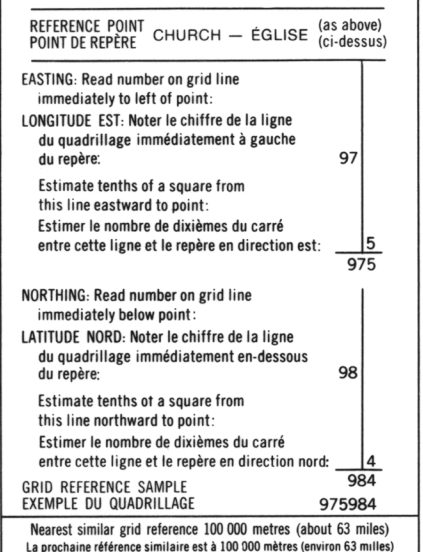 REFERENCE POINT CHURCH — ÉGLISE (as above)
POINT DE REPÈRE (ci-dessus)
EASTING: Read number on grid line
immediately to left of point:
LONGITUDE EST: Noter le chiffre de la ligne
du quadrillage immédiatement à gauche
du repère: 97
Estimate tenths of a square from
this line eastward to point:
Estimer le nombre de dixièmes du carré
entre cette ligne et le repère en direction est: 5
975
NORTHING: Read number on grid line
immediately below point:
LATITUDE NORD: Noter le chiffre de la ligne
du quadrillage immédiatement en-dessous
du repère: 98
Estimate tenths of a square from
this line northward to point:
Estimer le nombre de dixièmes du carré
entre cette ligne et le repère en direction nord: 4
984
GRID REFERENCE SAMPLE
EXEMPLE DU QUADRILLAGE 975984
Nearest similar grid reference 100 000 metres (about 63 miles)
La prochaine référence similaire est à 100 000 mètres (environ 63 milles)